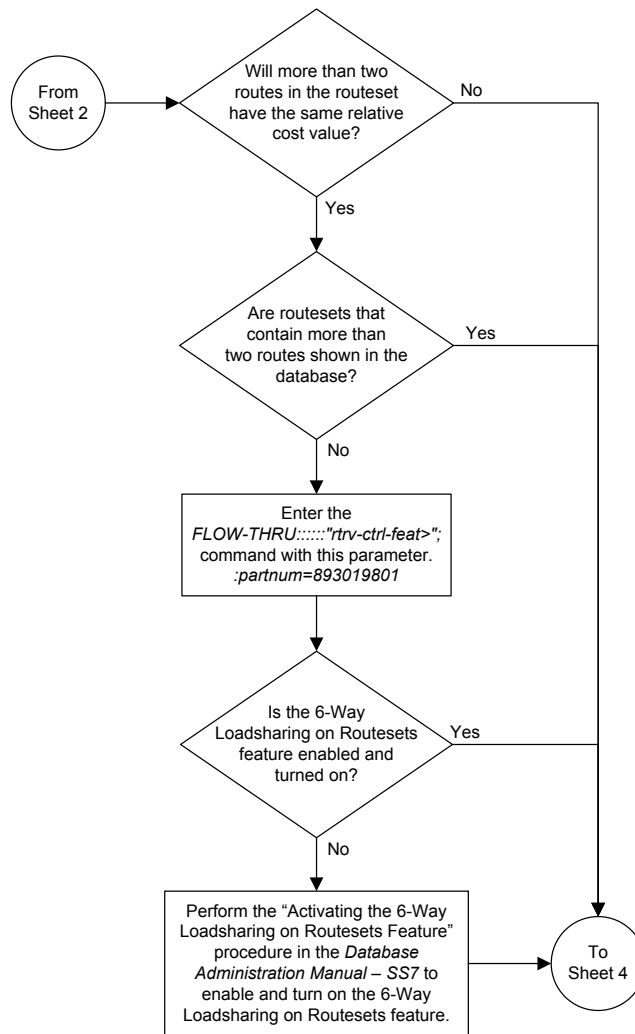 From
Sheet 2
Will more than two
routes in the routeset
have the same relative
cost value?
No
Yes
Are routesets that
contain more than
two routes shown in the
database?
Yes
No
Enter the
FLOW-THRU::::::"rtrv-ctrl-feat>";
command with this parameter.
:partnum=893019801
Is the 6-Way
Loadsharing on Routesets
feature enabled and
turned on?
Yes
No
Perform the “Activating the 6-Way
Loadsharing on Routesets Feature”
procedure in the Database
Administration Manual – SS7 to
enable and turn on the 6-Way
Loadsharing on Routesets feature.
To
Sheet 4